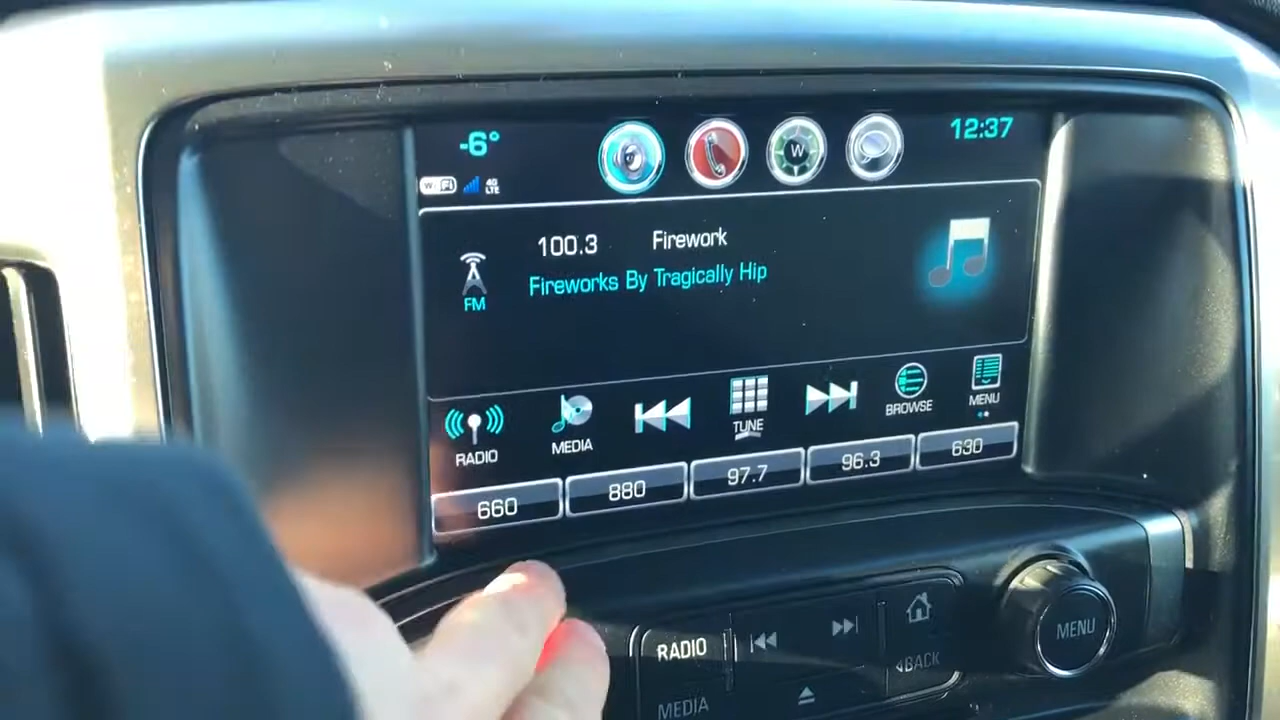 -6°
12:37
WiFi
4G
LTE
W
100.3 Firework
Fireworks By Tragically Hip
FM
RADIO
MEDIA
TUNE
BROWSE
MENU
660
880
97.7
96.3
630
RADIO
MEDIA
BACK
MENU